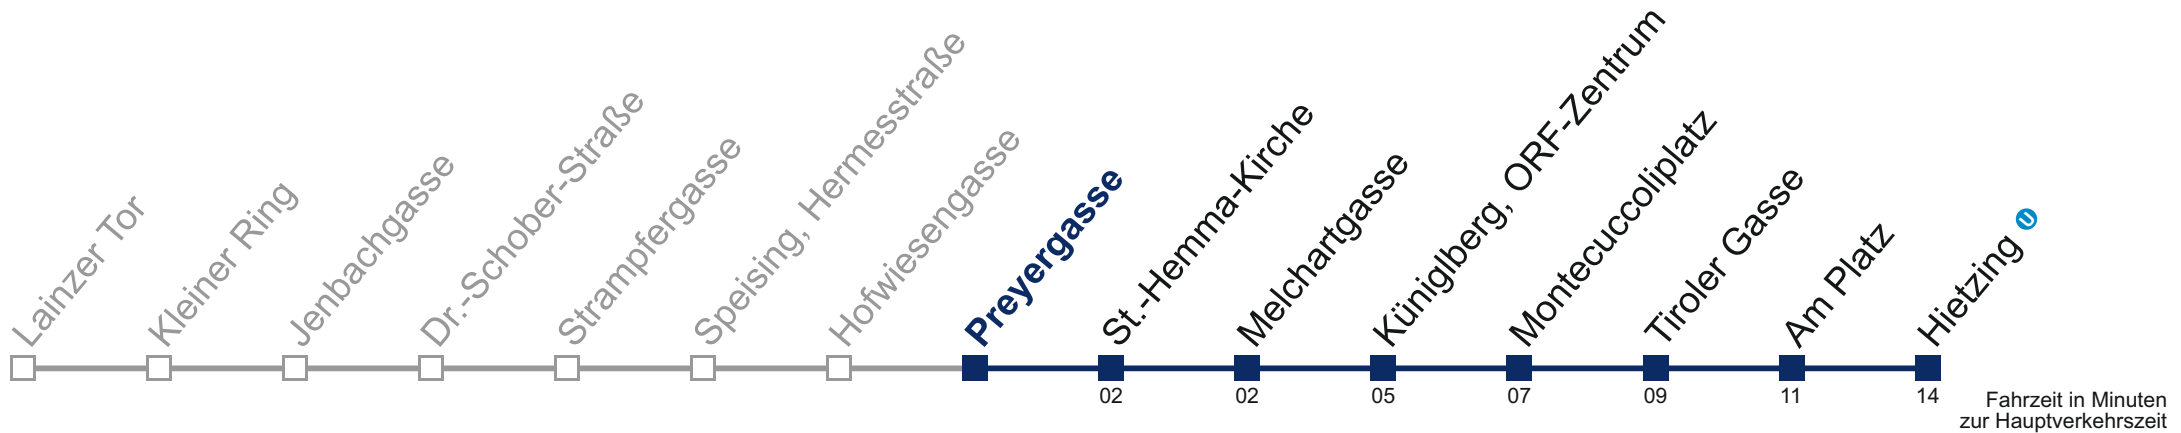 Lainzer Tor
Kleiner Ring
Jenbachgasse
Dr.-Schober-Straße
Strampfergasse
Speising, Hermesstraße
Hofwiesengasse
Preyergasse
St.-Hemma-Kirche
Melchartgasse
Küniglberg, ORF-Zentrum
Montecuccoliplatz
Tiroler Gasse
Am Platz
Hietzing U
02 02 05 07 09 11 14
Fahrzeit in Minuten
zur Hauptverkehrszeit